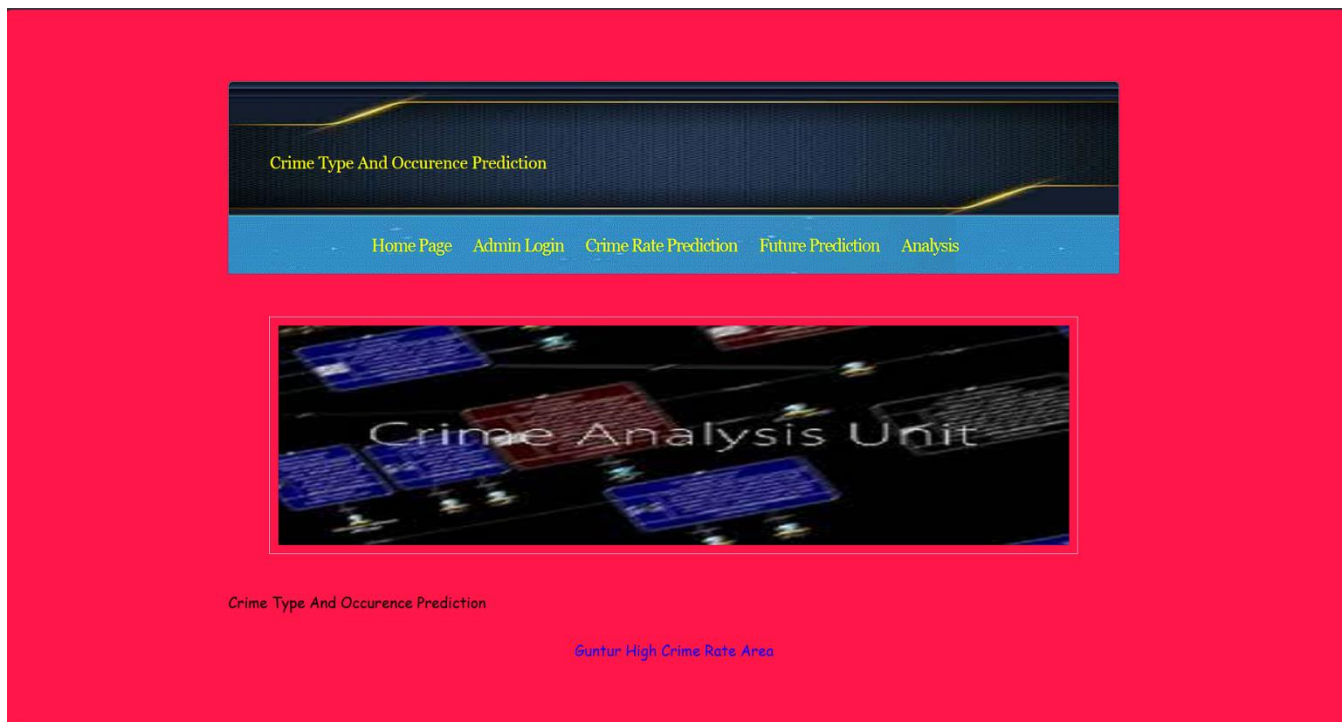 Crime Type And Occurence Prediction
Home Page Admin Login Crime Rate Prediction Future Prediction Analysis
Crime Analysis Unit
Crime Type And Occurence Prediction
Guntur High Crime Rate Area